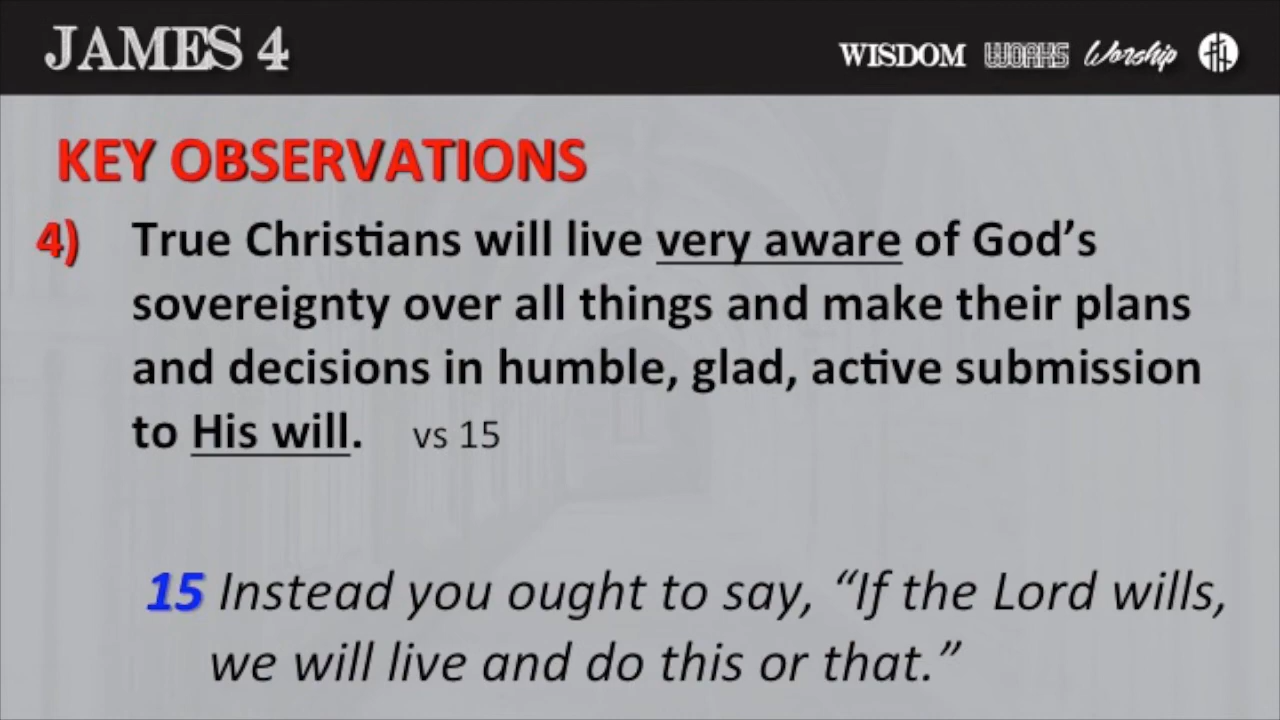 JAMES 4
WISDOM WORKS Worship
KEY OBSERVATIONS
4) True Christians will live very aware of God’s
sovereignty over all things and make their plans
and decisions in humble, glad, active submission
to His will. vs 15
15 Instead you ought to say, “If the Lord wills,
we will live and do this or that.”